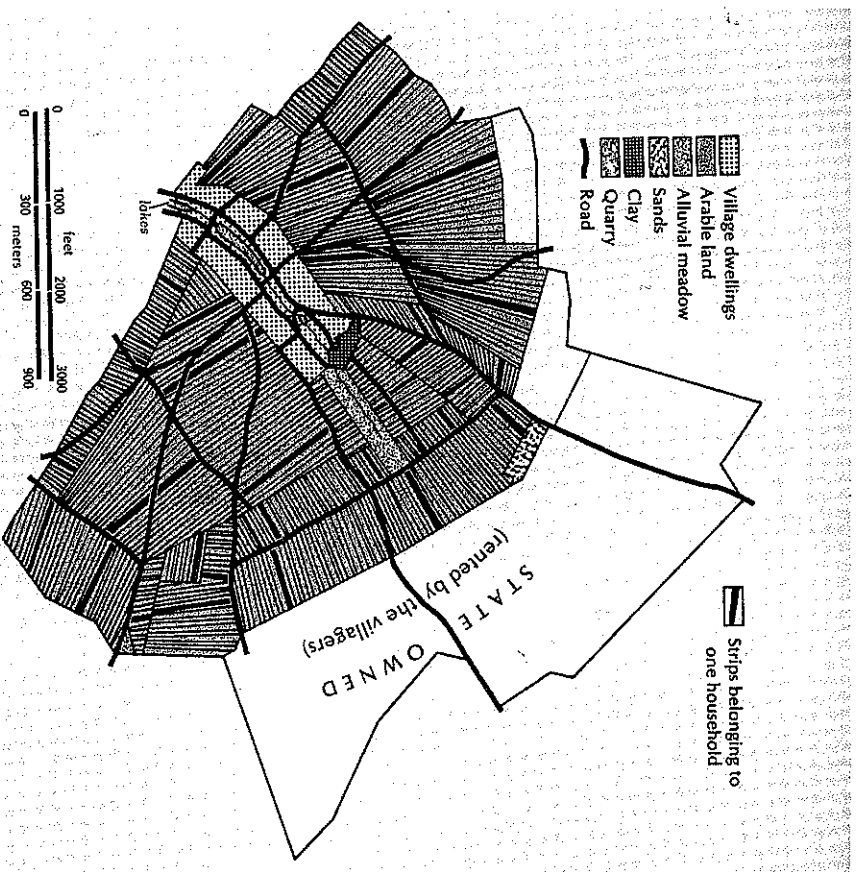 Village dwellings
Arable land
Alluvial meadow
Sands
Clay
Quarry
Road
Strips belonging to
one household
STATE OWNED
(rented by the villagers)
lakes
0 1000 2000 3000
feet
0 300 600 900
meters